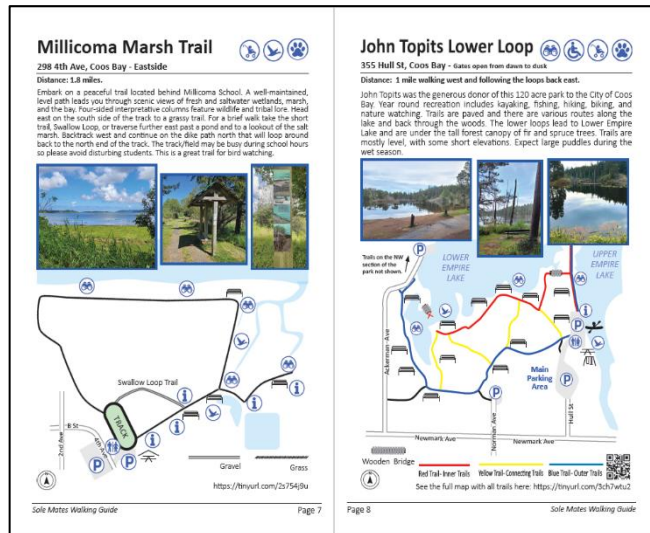 Millicoma Marsh Trail
298 4th Ave, Coos Bay - Eastside
Distance: 1.8 miles.
Embark on a peaceful trail located behind Millicoma School. A well-maintained,
level path leads you through scenic views of fresh and saltwater wetlands, marsh,
and the bay. Four-sided interpretative columns feature wildlife and tribal lore. Head
east on the south side of the track to a grassy trail. For a brief walk take the short
trail, Swallow Loop, or traverse further east past a pond and to a lookout of the salt
marsh. Backtrack west and continue on the dike path north that will loop around
back to the north end of the track. The track/field may be busy during school hours
so please avoid disturbing students. This is a great trail for bird watching.
Swallow Loop Trail
TRACK
2nd Ave
B St
4th Ave
P
P
i
i
i
i
Gravel
Grass
https://tinyurl.com/2s754j9u
Sole Mates Walking Guide
Page 7
John Topits Lower Loop
355 Hull St, Coos Bay - Gates open from dawn to dusk
Distance: 1 mile walking west and following the loops back east.
John Topits was the generous donor of this 120 acre park to the City of Coos
Bay. Year round recreation includes kayaking, fishing, hiking, biking, and
nature watching. Trails are paved and there are various routes along the
lake and back through the woods. The lower loops lead to Lower Empire
Lake and are under the tall forest canopy of fir and spruce trees. Trails are
mostly level, with some short elevations. Expect large puddles during the
wet season.
Trails on the NW
section of the
park not shown.
P
LOWER
EMPIRE
LAKE
UPPER
EMPIRE
LAKE
i
P
Ackerman Ave
Main
Parking
Area
P
P
Norman Ave
Hull St
Newmark Ave
Newmark Ave
Wooden Bridge
Red Trail - Inner Trails
Yellow Trail - Connecting Trails
Blue Trail - Outer Trails
See the full map with all trails here: https://tinyurl.com/3ch7wtu2
Page 8
Sole Mates Walking Guide